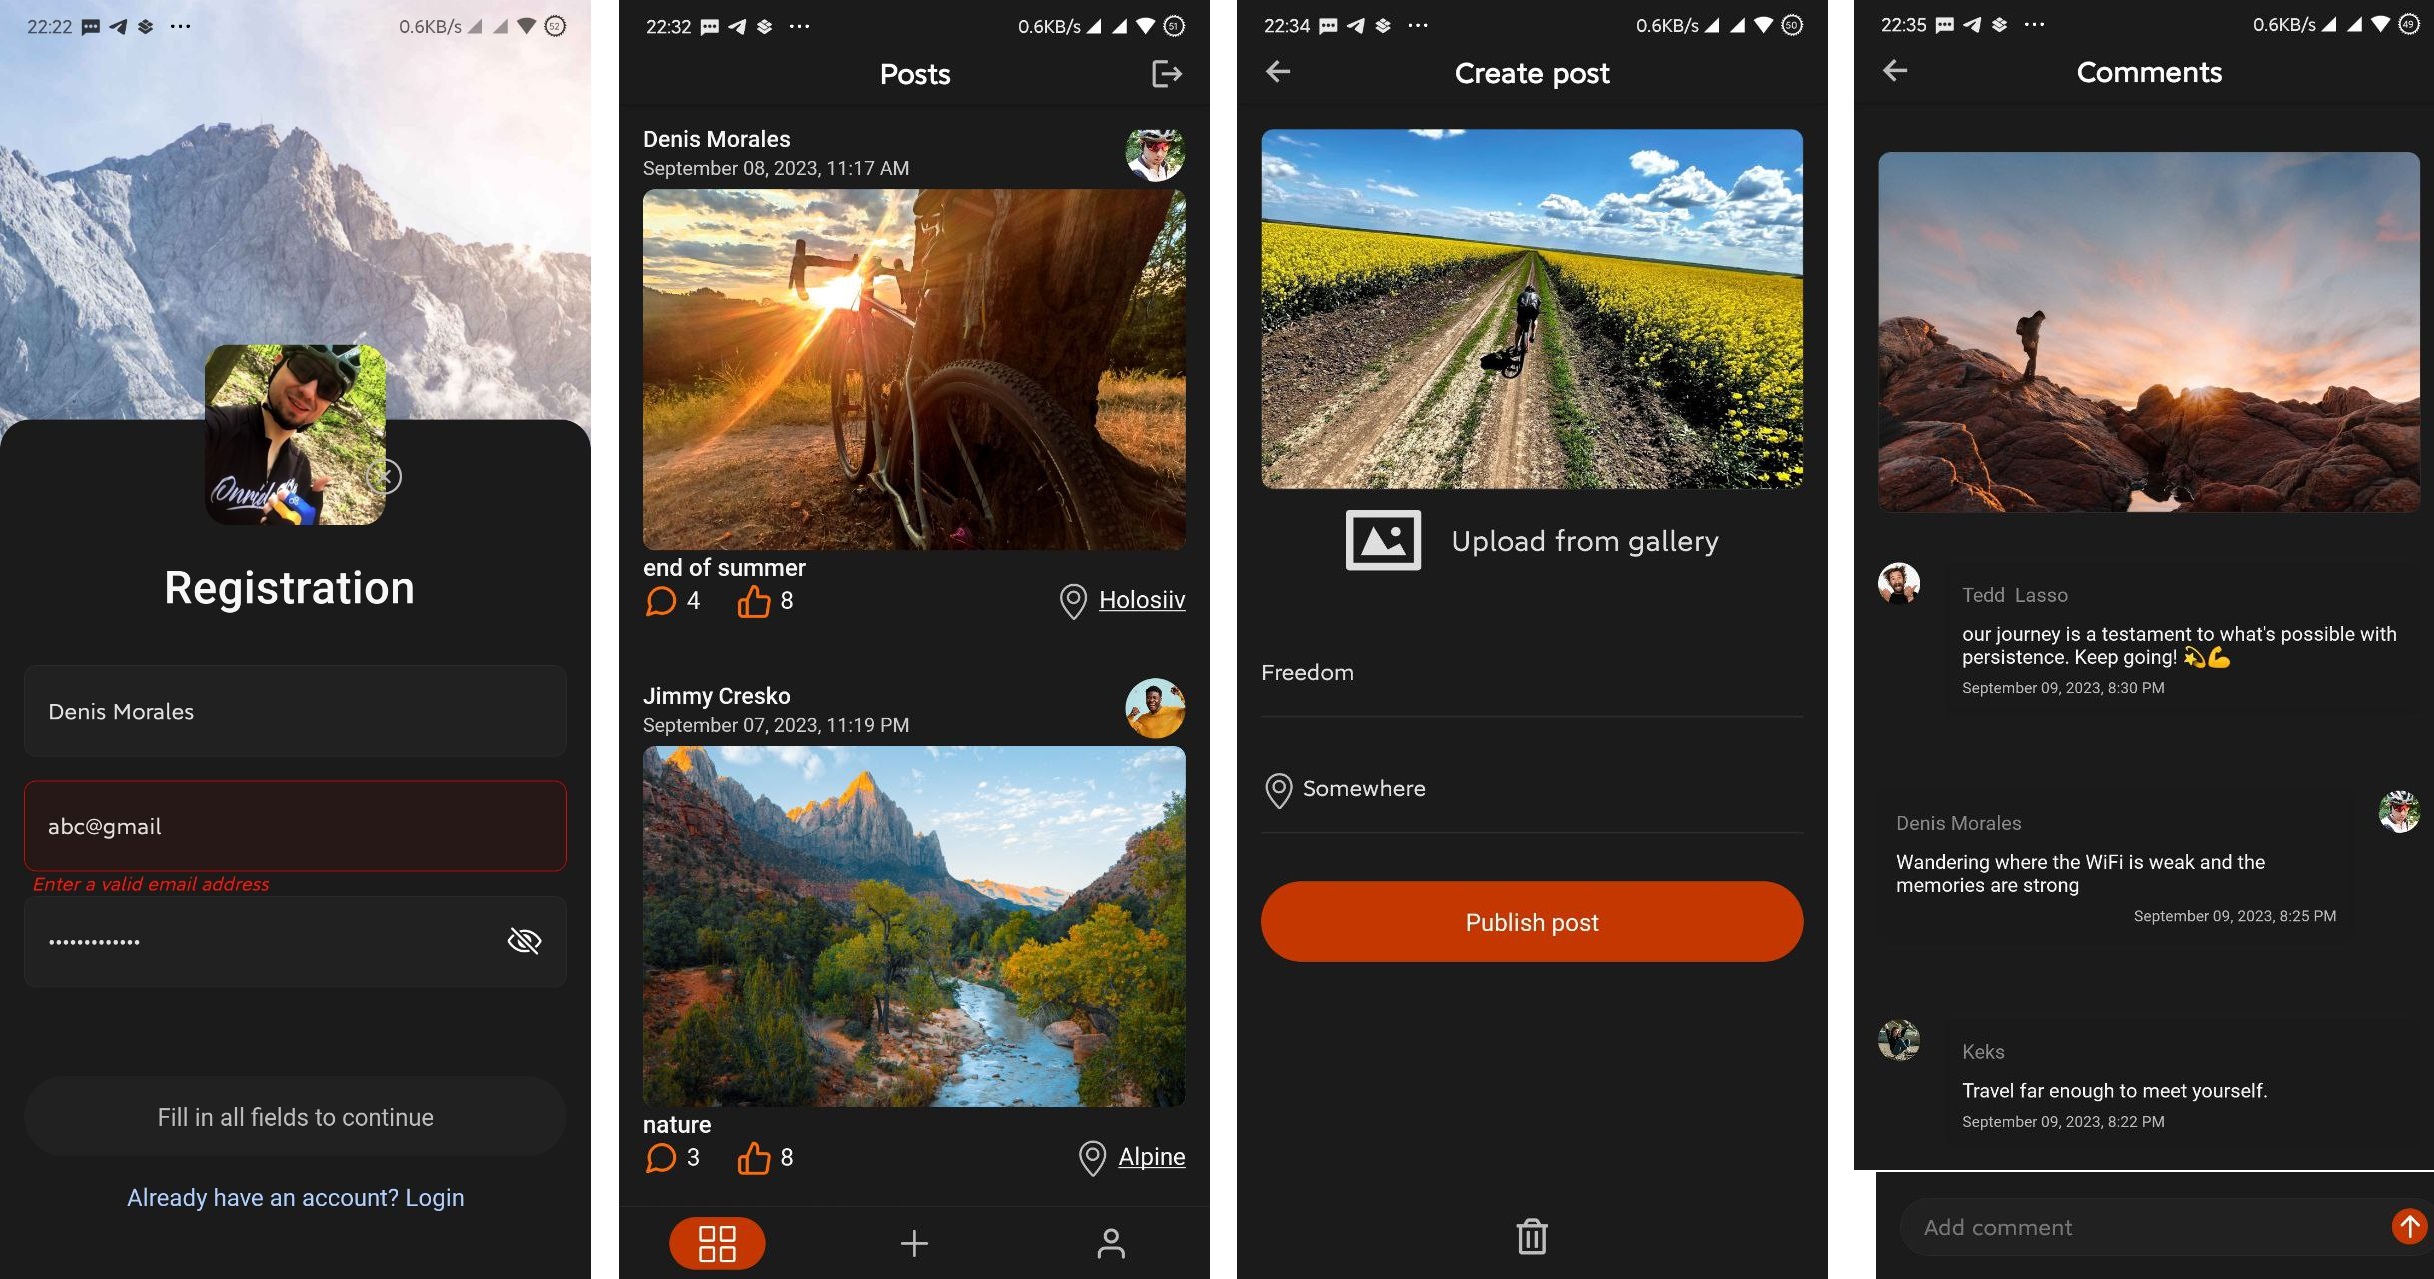 22:22
0.6KB/s
52
Onrid
Registration
Denis Morales
abc@gmail
Enter a valid email address
•••••••••••••
Fill in all fields to continue
Already have an account? Login
22:32
0.6KB/s
51
Posts
Denis Morales
September 08, 2023, 11:17 AM
end of summer
4 8 Holosiiv
Jimmy Cresko
September 07, 2023, 11:19 PM
nature
3 8 Alpine
22:34
0.6KB/s
50
Create post
Upload from gallery
Freedom
Somewhere
Publish post
22:35
0.6KB/s
49
Comments
Tedd Lasso
our journey is a testament to what's possible with
persistence. Keep going! 💫💪
September 09, 2023, 8:30 PM
Denis Morales
Wandering where the WiFi is weak and the
memories are strong
September 09, 2023, 8:25 PM
Keks
Travel far enough to meet yourself.
September 09, 2023, 8:22 PM
Add comment